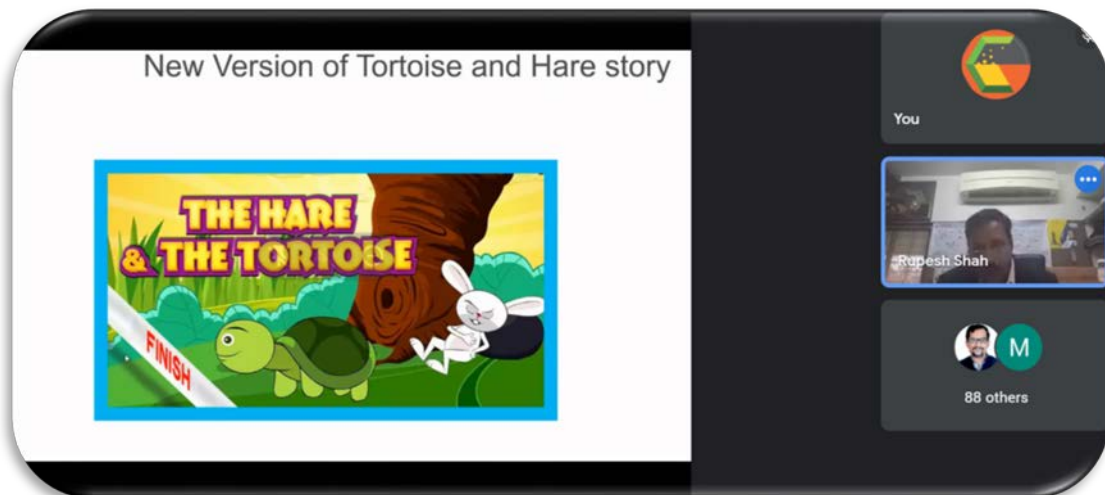 New Version of Tortoise and Hare story
THE HARE
& THE TORTOISE
FINISH
You
Rupesh Shah
M
88 others